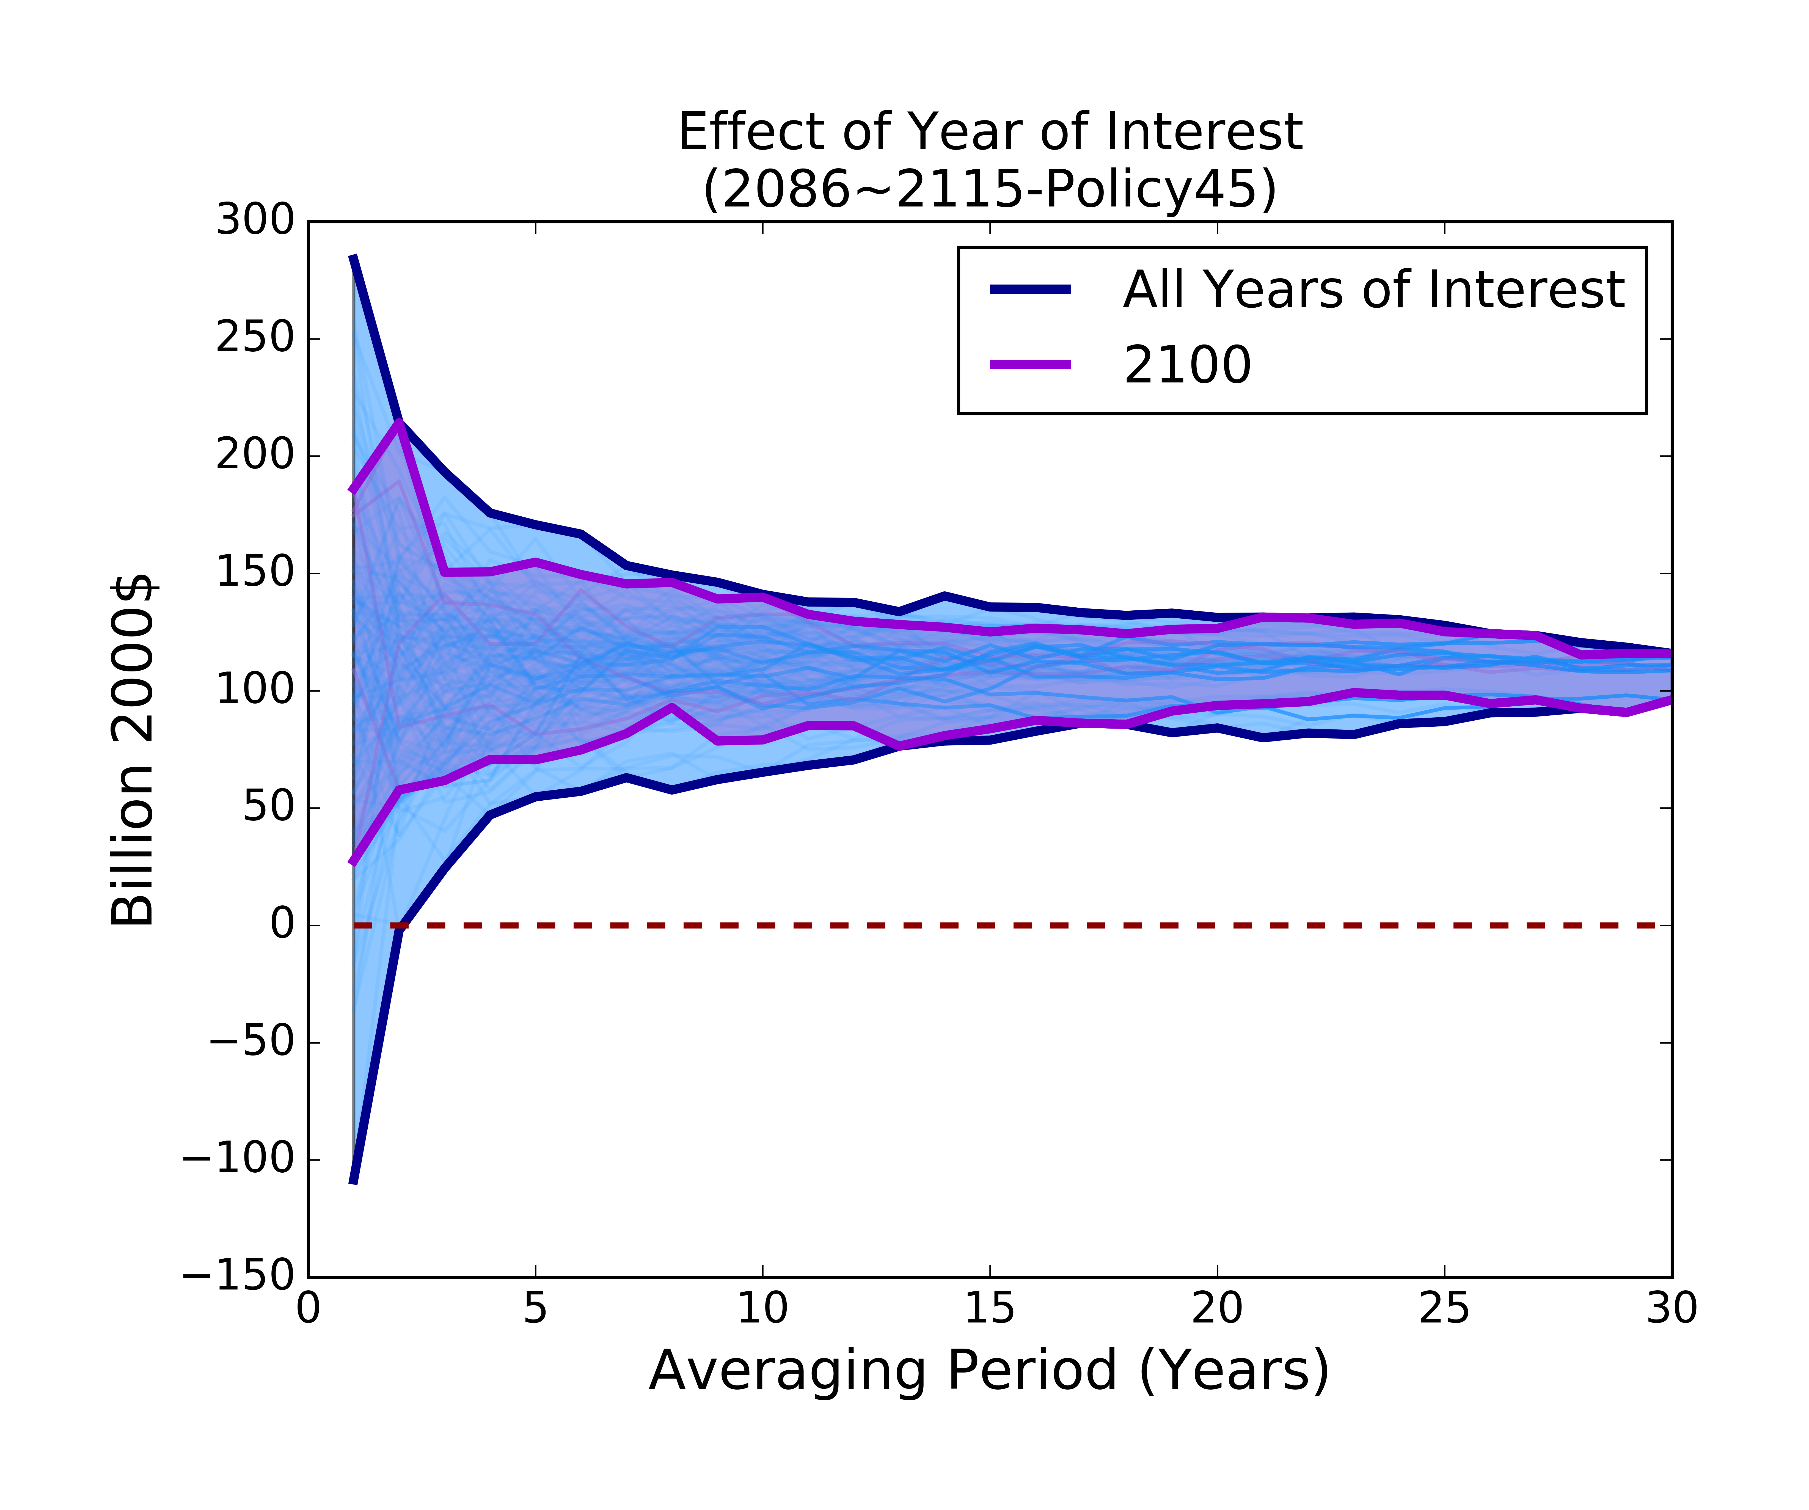 Effect of Year of Interest
(2086~2115-Policy45)
All Years of Interest
2100
Billion 2000$
300
250
200
150
100
50
0
−50
−100
−150
0 5 10 15 20 25 30
Averaging Period (Years)